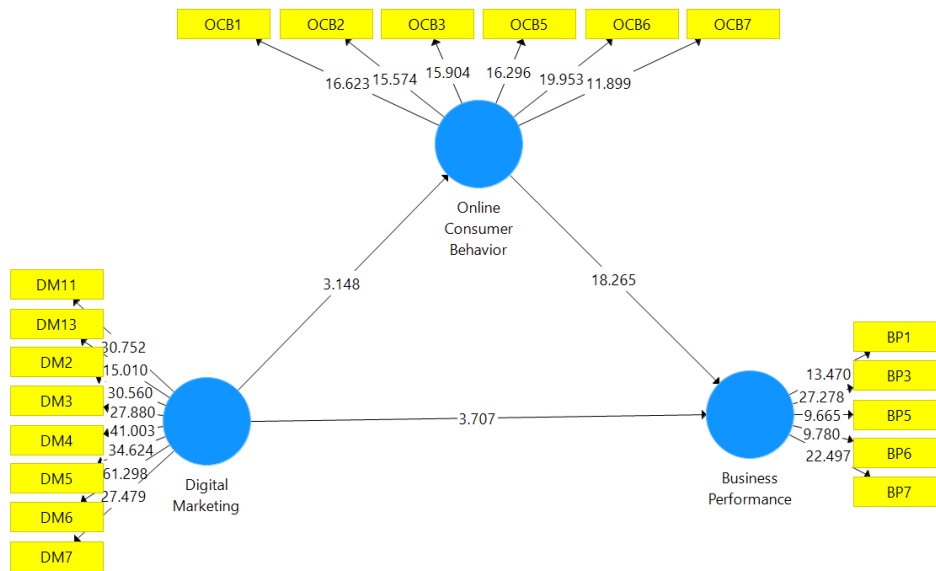 OCB1 OCB2 OCB3 OCB5 OCB6 OCB7
16.623 15.574 15.904 16.296 19.953 11.899
Online
Consumer
Behavior
3.148
18.265
DM11
DM13
30.752
DM2
15.010
DM3
30.560
27.880
DM4
41.003
34.624
DM5
61.298
DM6
27.479
DM7
Digital
Marketing
3.707
BP1
13.470
BP3
27.278
BP5
9.665
9.780
BP6
22.497
BP7
Business
Performance